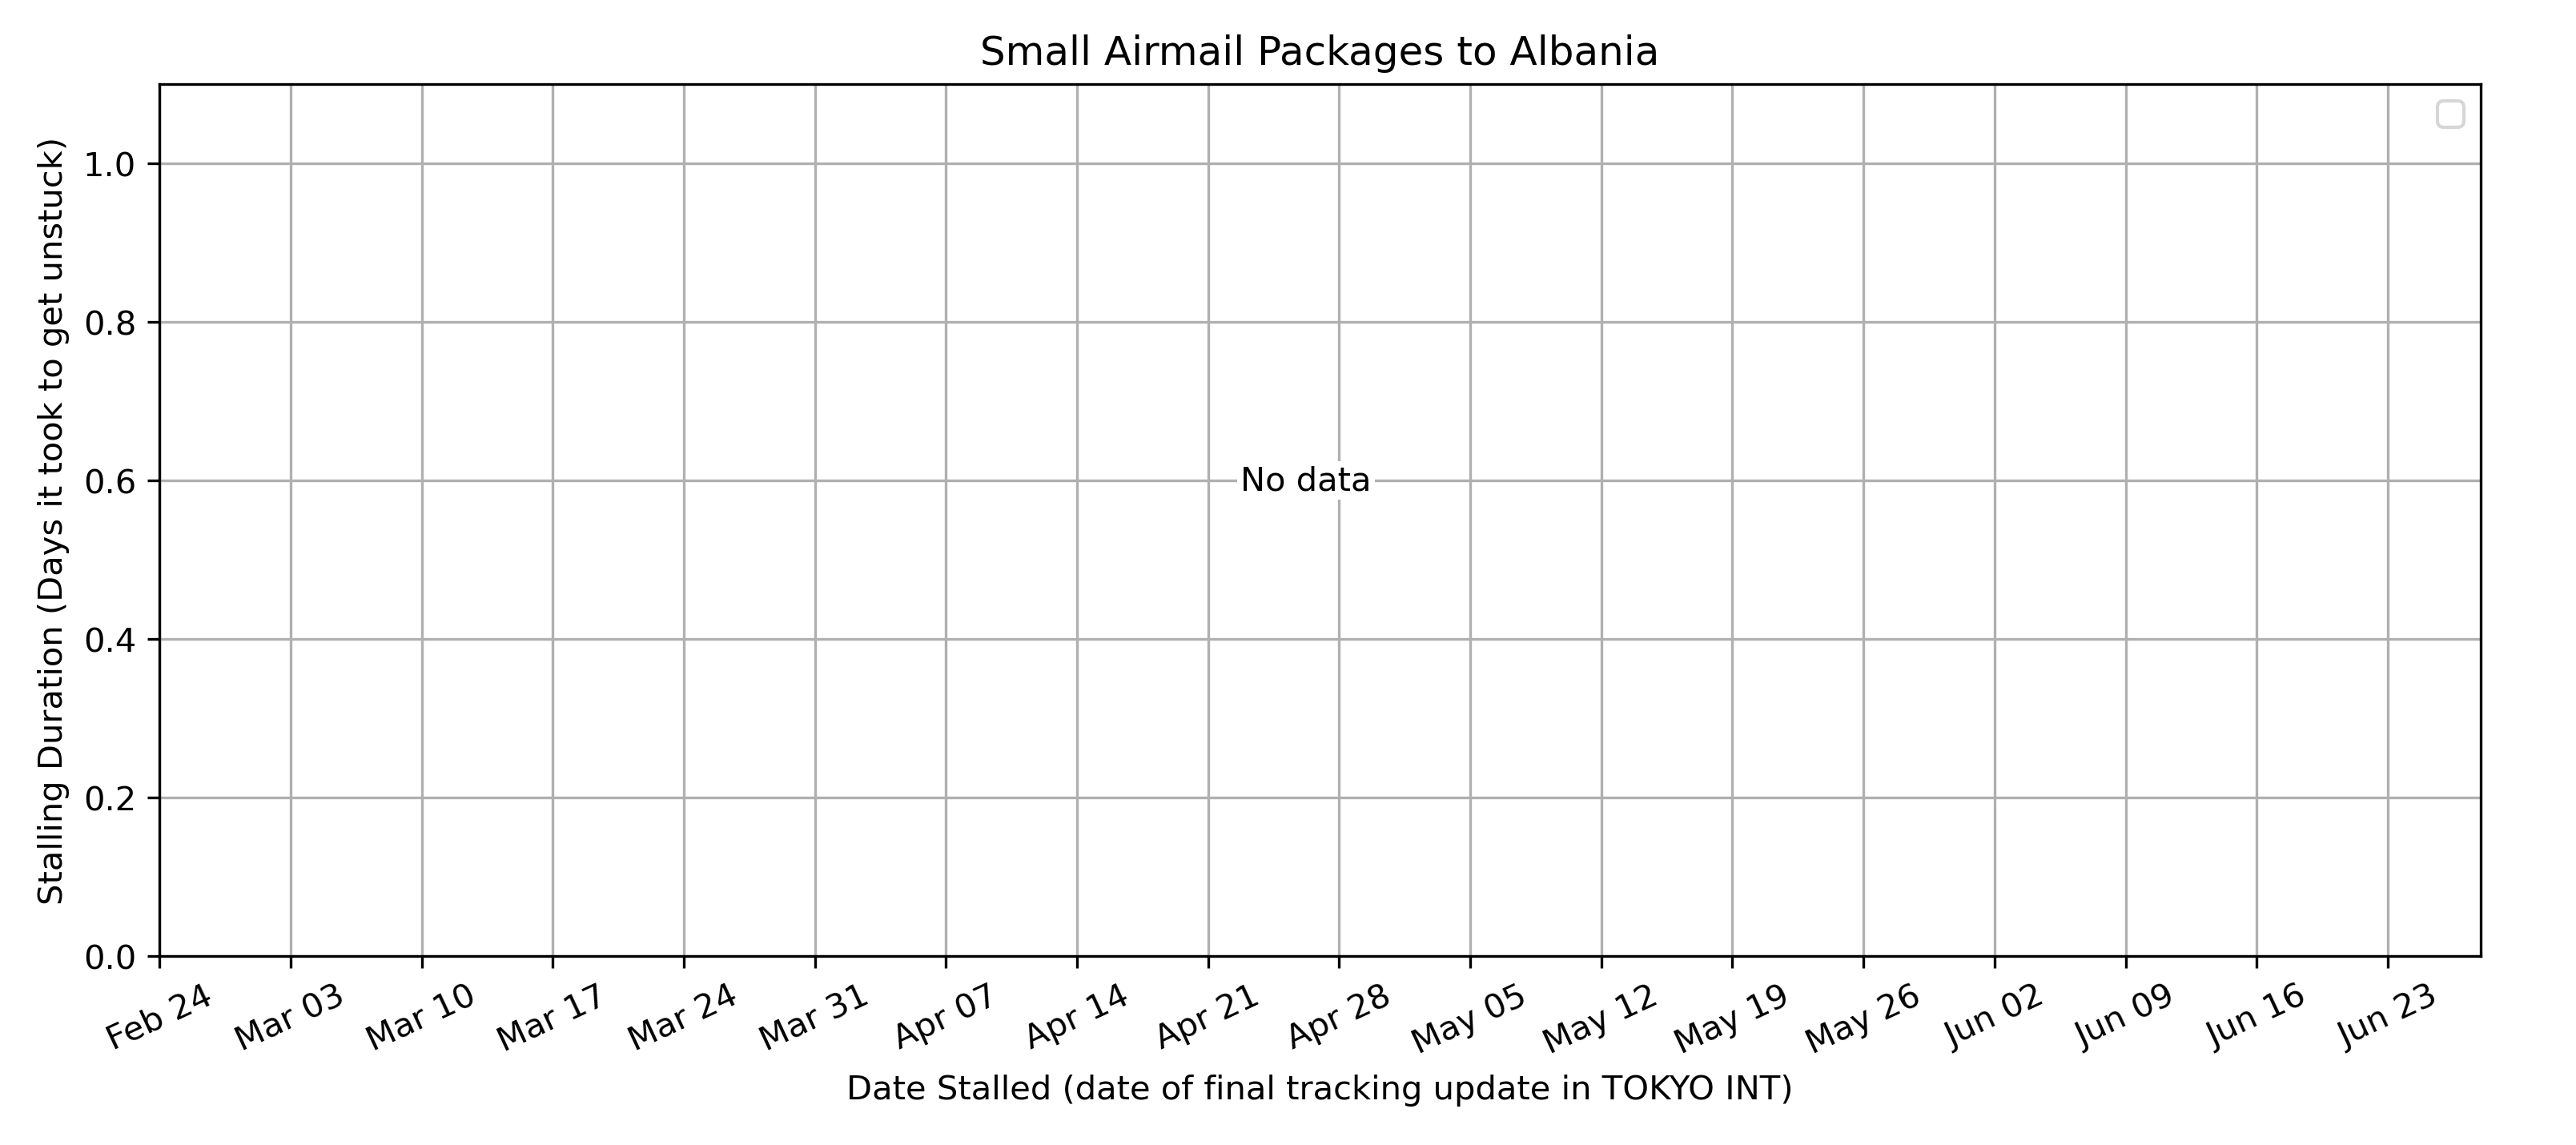 Small Airmail Packages to Albania
Stalling Duration (Days it took to get unstuck)
1.0
0.8
0.6
0.4
0.2
0.0
No data
Feb 24 Mar 03 Mar 10 Mar 17 Mar 24 Mar 31 Apr 07 Apr 14 Apr 21 Apr 28 May 05 May 12 May 19 May 26 Jun 02 Jun 09 Jun 16 Jun 23
Date Stalled (date of final tracking update in TOKYO INT)